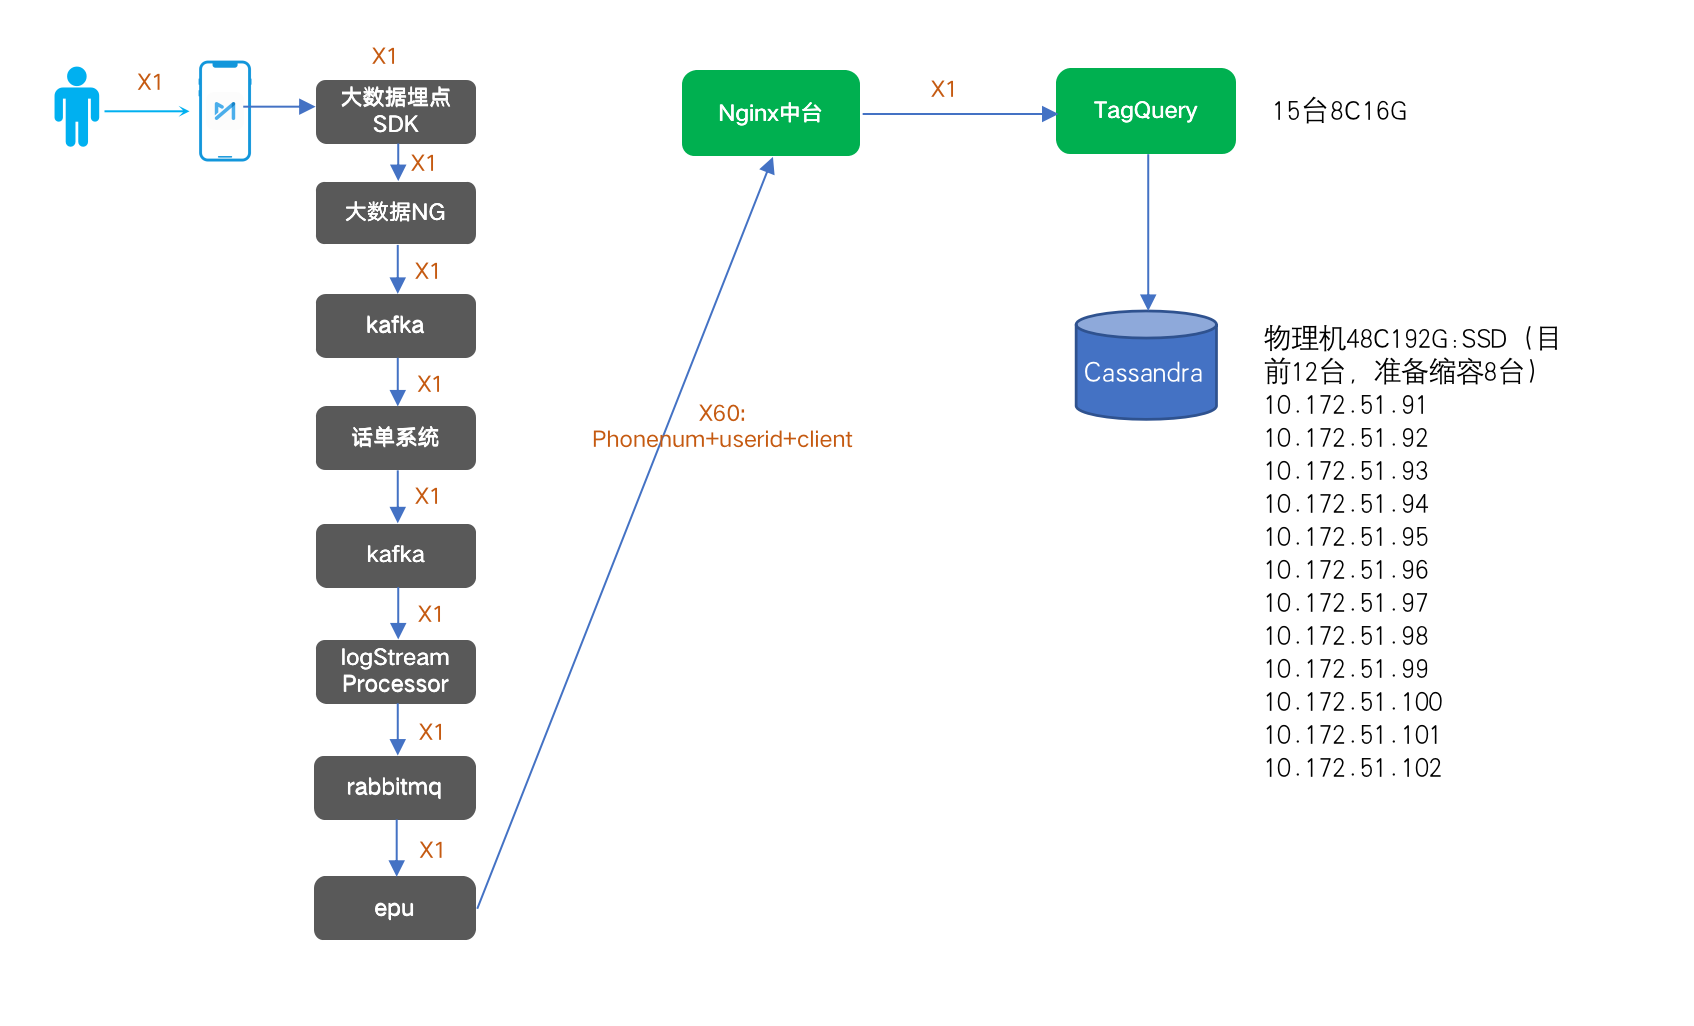 X1
X1
大数据埋点
SDK
X1
大数据NG
X1
kafka
X1
话单系统
X1
kafka
X1
logStream
Processor
X1
rabbitmq
X1
epu
X60:
Phonenum+userid+client
Nginx中台
X1
TagQuery
15台8C16G
Cassandra
物理机48C192G:SSD（目
前12台，准备缩容8台）
10.172.51.91
10.172.51.92
10.172.51.93
10.172.51.94
10.172.51.95
10.172.51.96
10.172.51.97
10.172.51.98
10.172.51.99
10.172.51.100
10.172.51.101
10.172.51.102